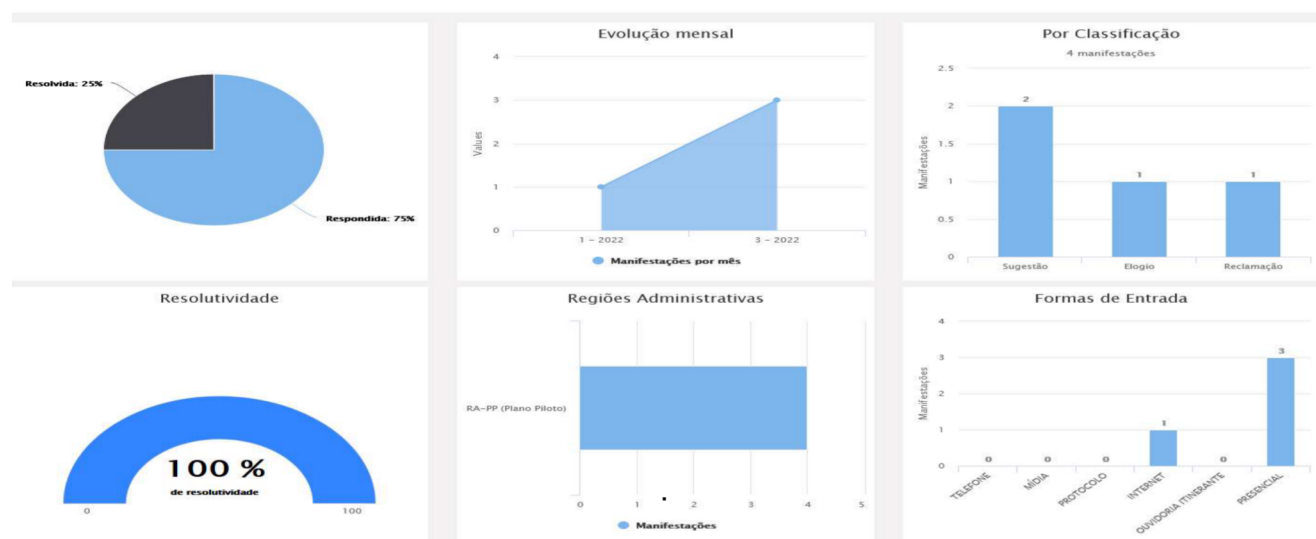 Resolvida: 25%
Respondida: 75%
Evolução mensal
4
3
2
1
0
Values
1 - 2022
3 - 2022
Manifestações por mês
Por Classificação
4 manifestações
2.5
2
1.5
1
0.5
0
Manifestações
2
1
1
Sugestão
Elogio
Reclamação
Resolutividade
100 %
de resolutividade
0
100
Regiões Administrativas
RA-PP (Plano Piloto)
0
1
2
3
4
5
Manifestações
Formas de Entrada
4
3
2
1
0
Manifestações
0
0
0
1
0
3
TELEFONE
MÍDIA
PROTOCOLO
INTERNET
OUVIDORIA ITINERANTE
PRESENCIAL